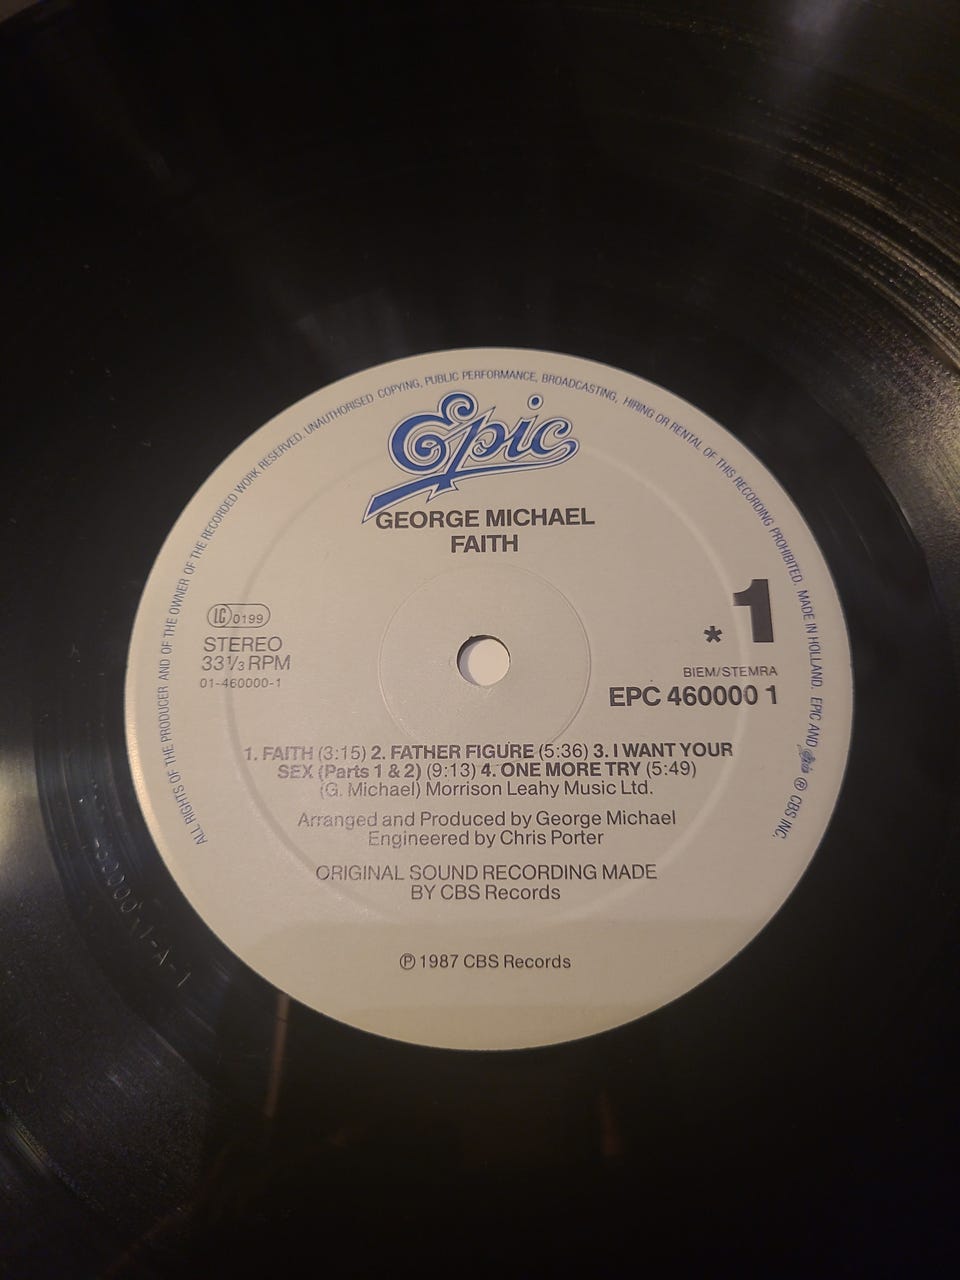 ALL RIGHTS OF THE PRODUCER AND OF THE OWNER OF THE RECORDED WORK RESERVED. UNAUTHORISED COPYING, PUBLIC PERFORMANCE, BROADCASTING, HIRING OR RENTAL OF THIS RECORDING PROHIBITED. MADE IN HOLLAND. EPIC AND Epic ® CBS INC.
Epic
GEORGE MICHAEL
FAITH
LC 0199
STEREO
33⅓ RPM
01-460000-1
* 1
BIEM/STEMRA
EPC 460000 1
1. FAITH (3:15) 2. FATHER FIGURE (5:36) 3. I WANT YOUR
SEX (Parts 1 & 2) (9:13) 4. ONE MORE TRY (5:49)
(G. Michael) Morrison Leahy Music Ltd.
Arranged and Produced by George Michael
Engineered by Chris Porter
ORIGINAL SOUND RECORDING MADE
BY CBS Records
℗ 1987 CBS Records